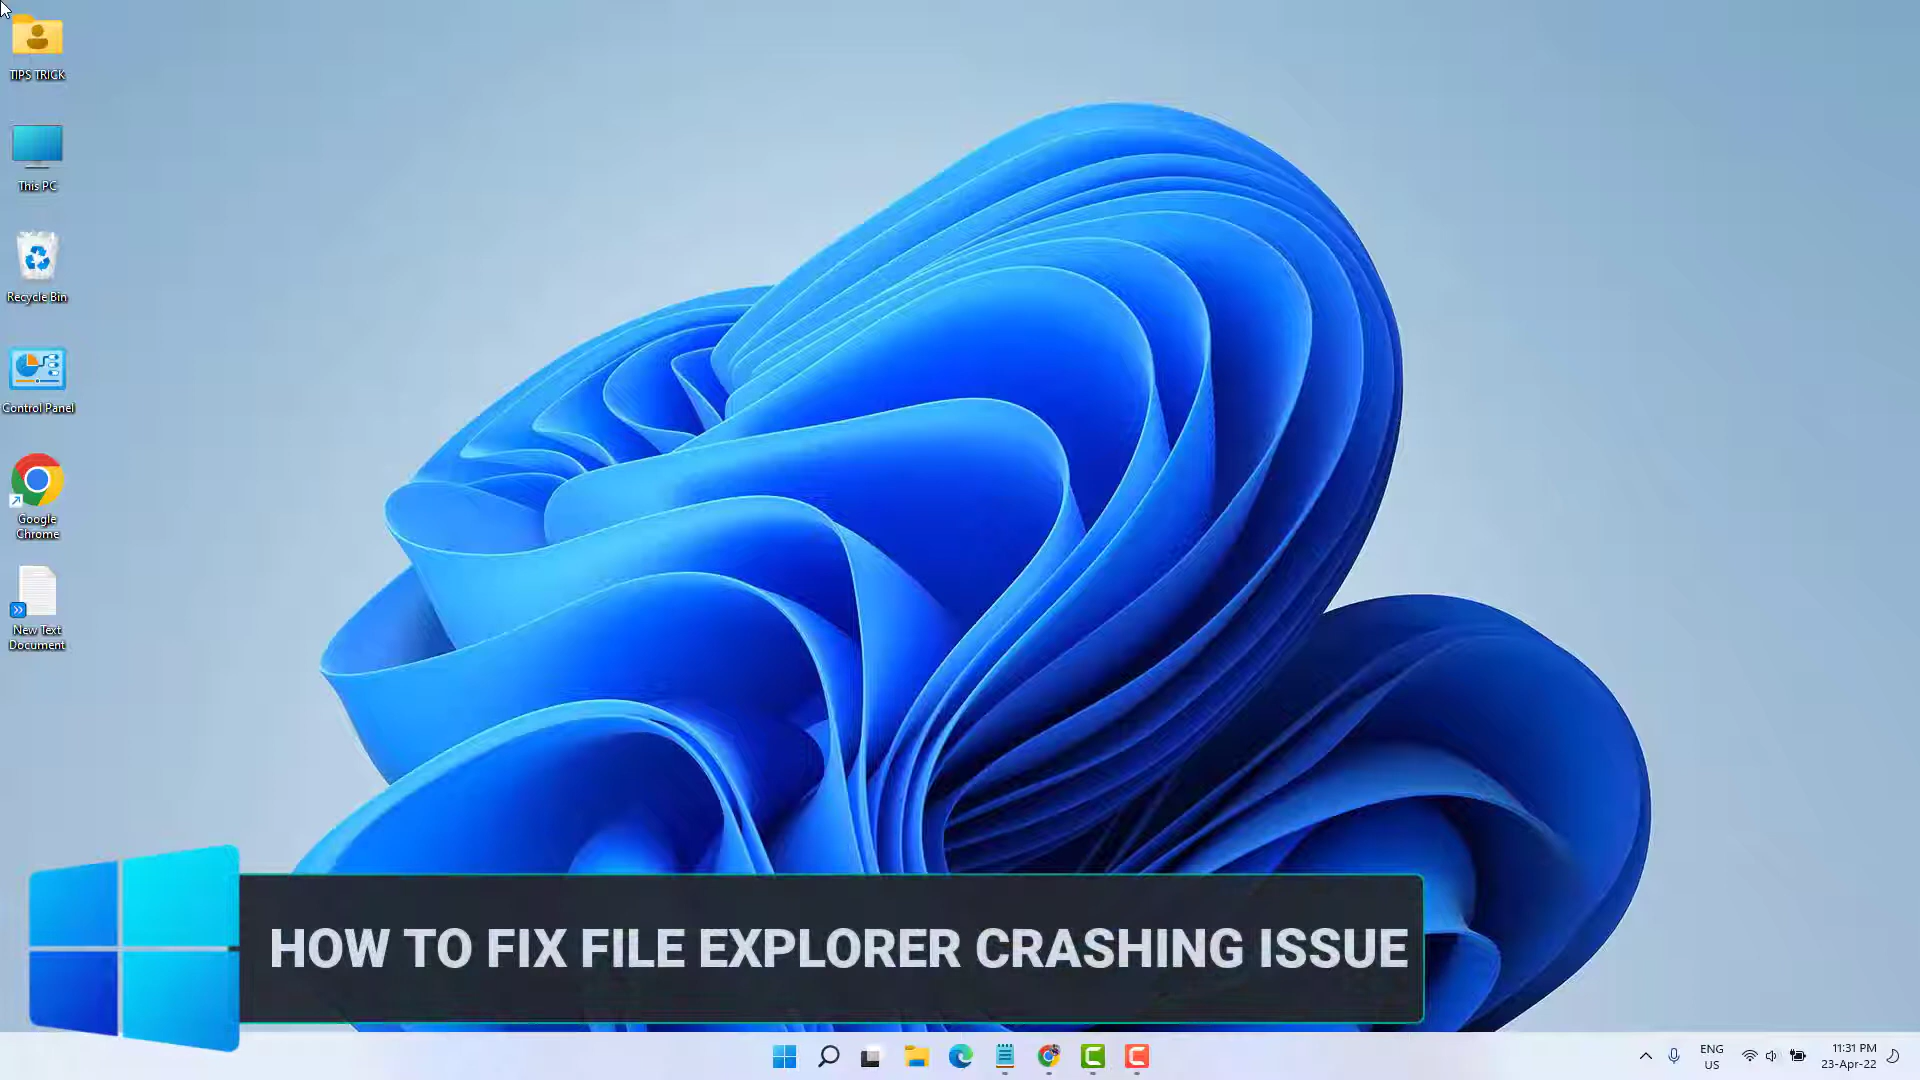 TIPS TRICK
This PC
Recycle Bin
Control Panel
Google
Chrome
New Text
Document
HOW TO FIX FILE EXPLORER CRASHING ISSUE
ENG
US
11:31 PM
23-Apr-22